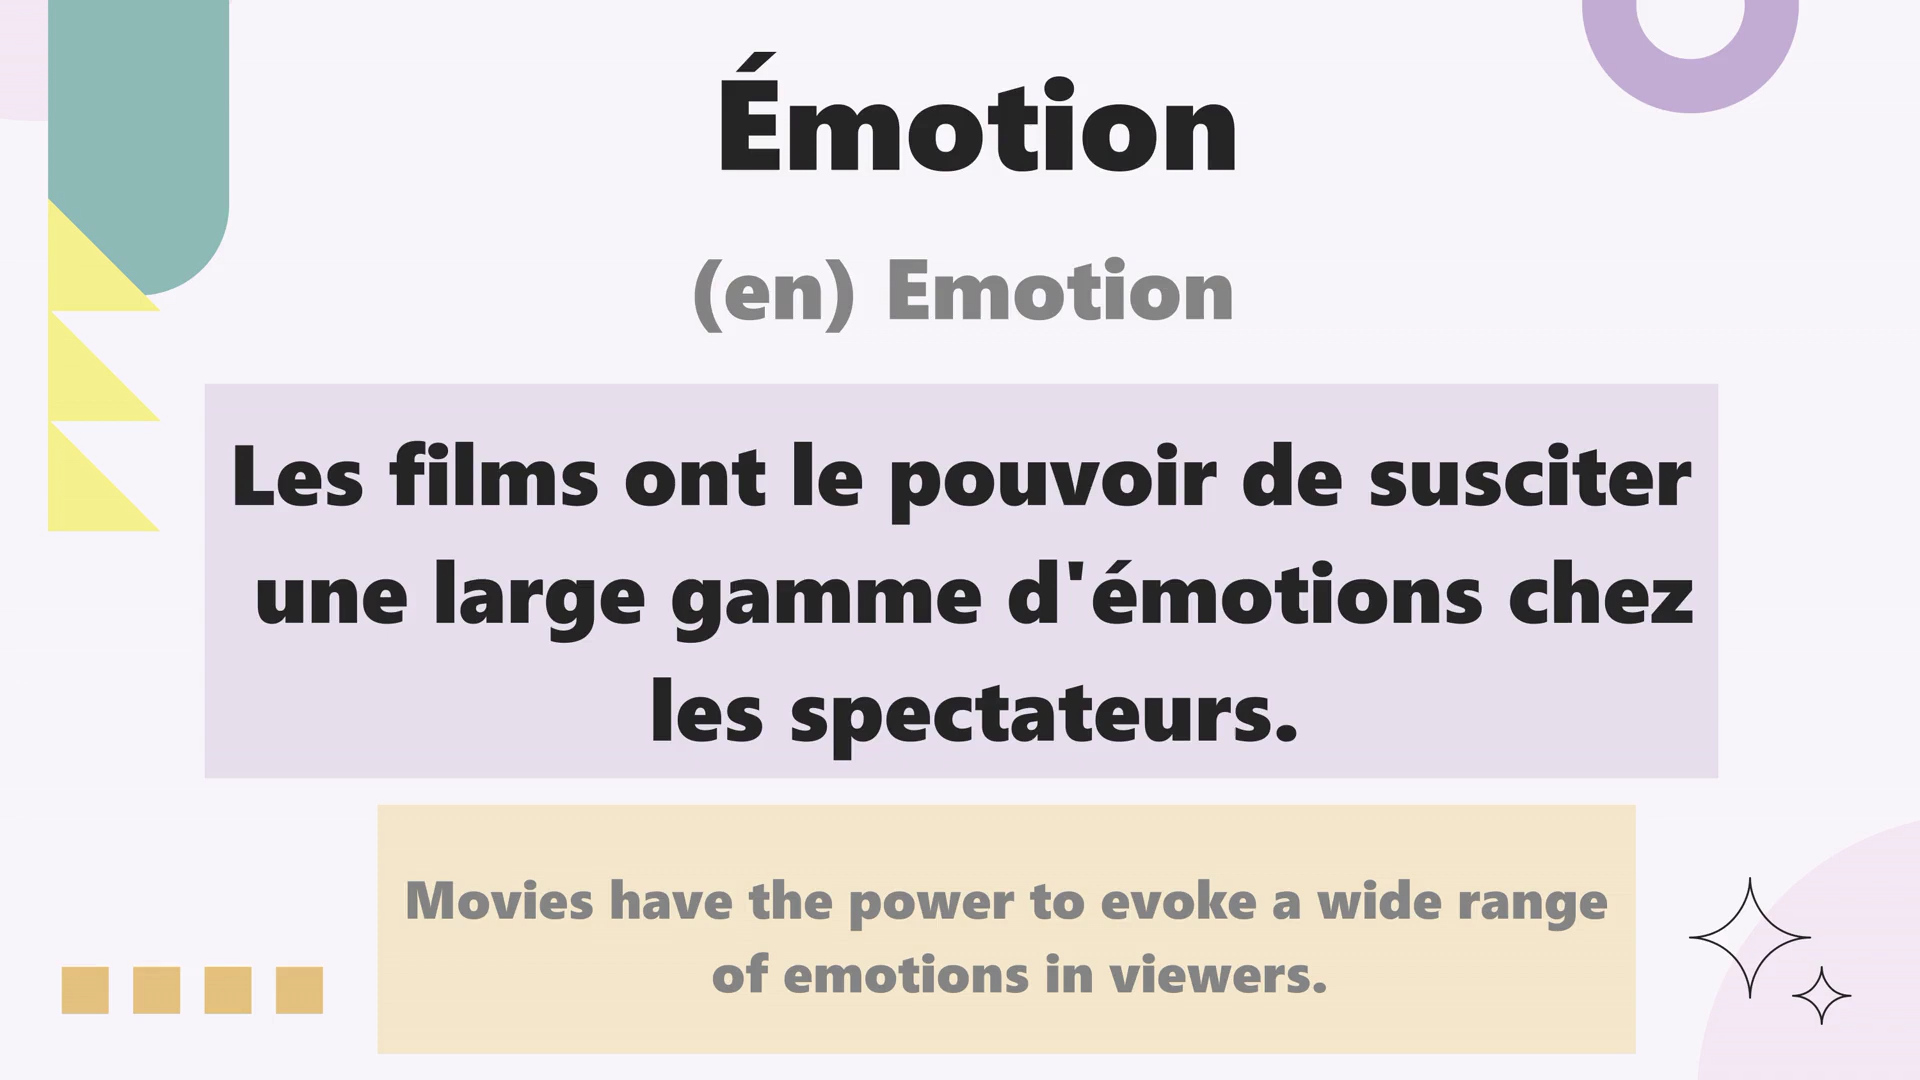 Émotion
(en) Emotion
Les films ont le pouvoir de susciter
une large gamme d'émotions chez
les spectateurs.
Movies have the power to evoke a wide range
of emotions in viewers.